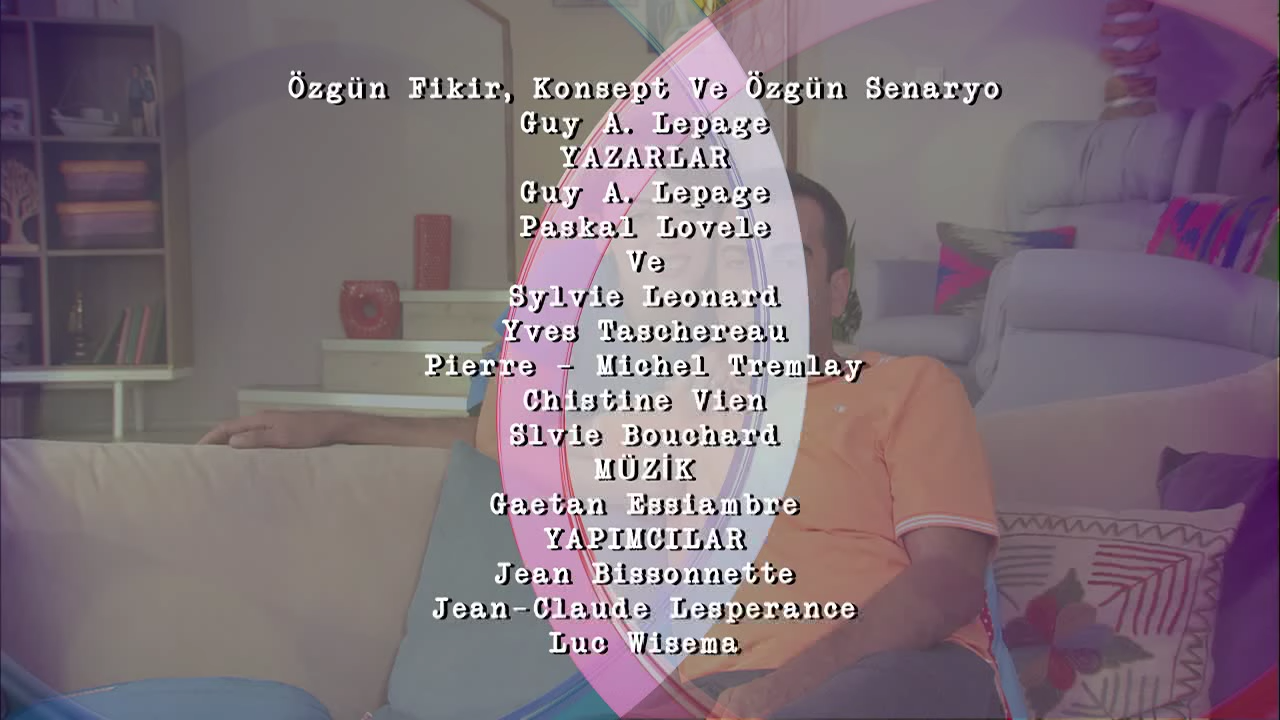 Özgün Fikir, Konsept Ve Özgün Senaryo
Guy A. Lepage
YAZARLAR
Guy A. Lepage
Paskal Lovele
Ve
Sylvie Leonard
Yves Taschereau
Pierre - Michel Tremlay
Chistine Vien
Slvie Bouchard
MÜZİK
Gaetan Essiambre
YAPIMCILAR
Jean Bissonnette
Jean-Claude Lesperance
Luc Wisema